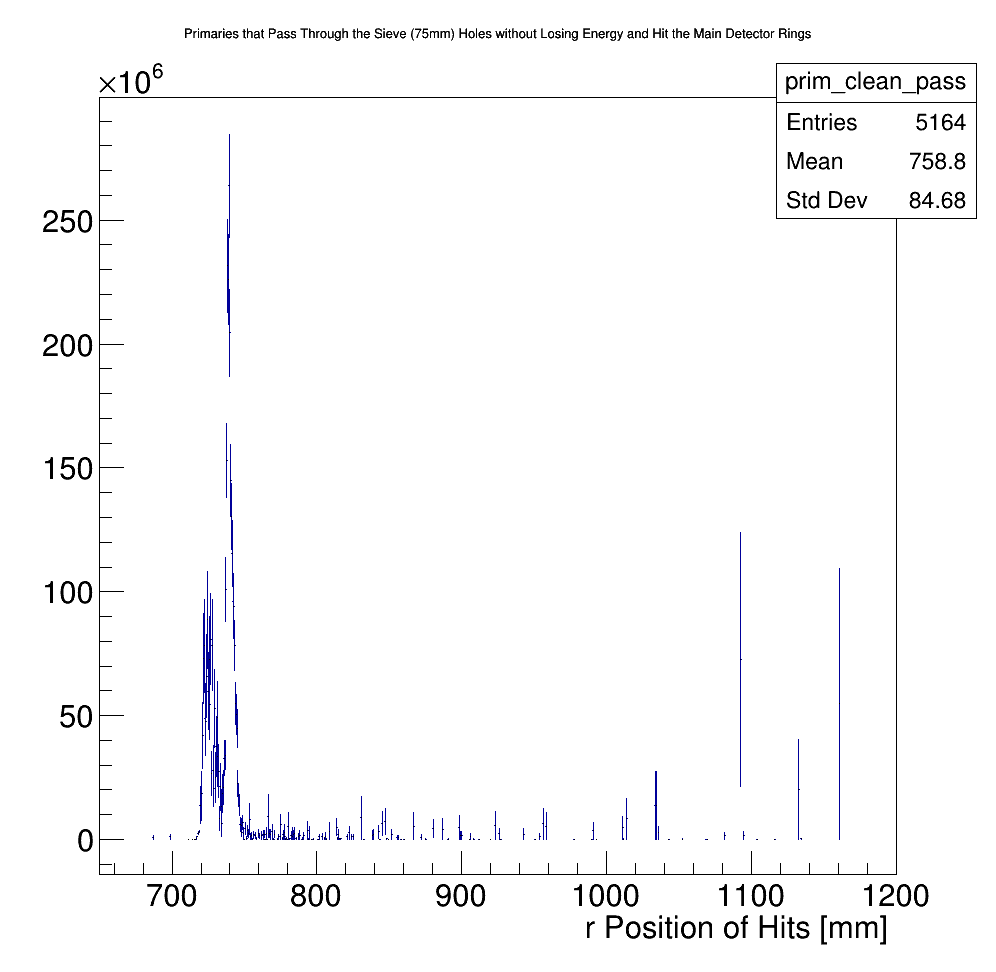 Primaries that Pass Through the Sieve (75mm) Holes without Losing Energy and Hit the Main Detector Rings
×10⁶
prim_clean_pass
Entries 5164
Mean 758.8
Std Dev 84.68
250
200
150
100
50
0
700 800 900 1000 1100 1200
r Position of Hits [mm]